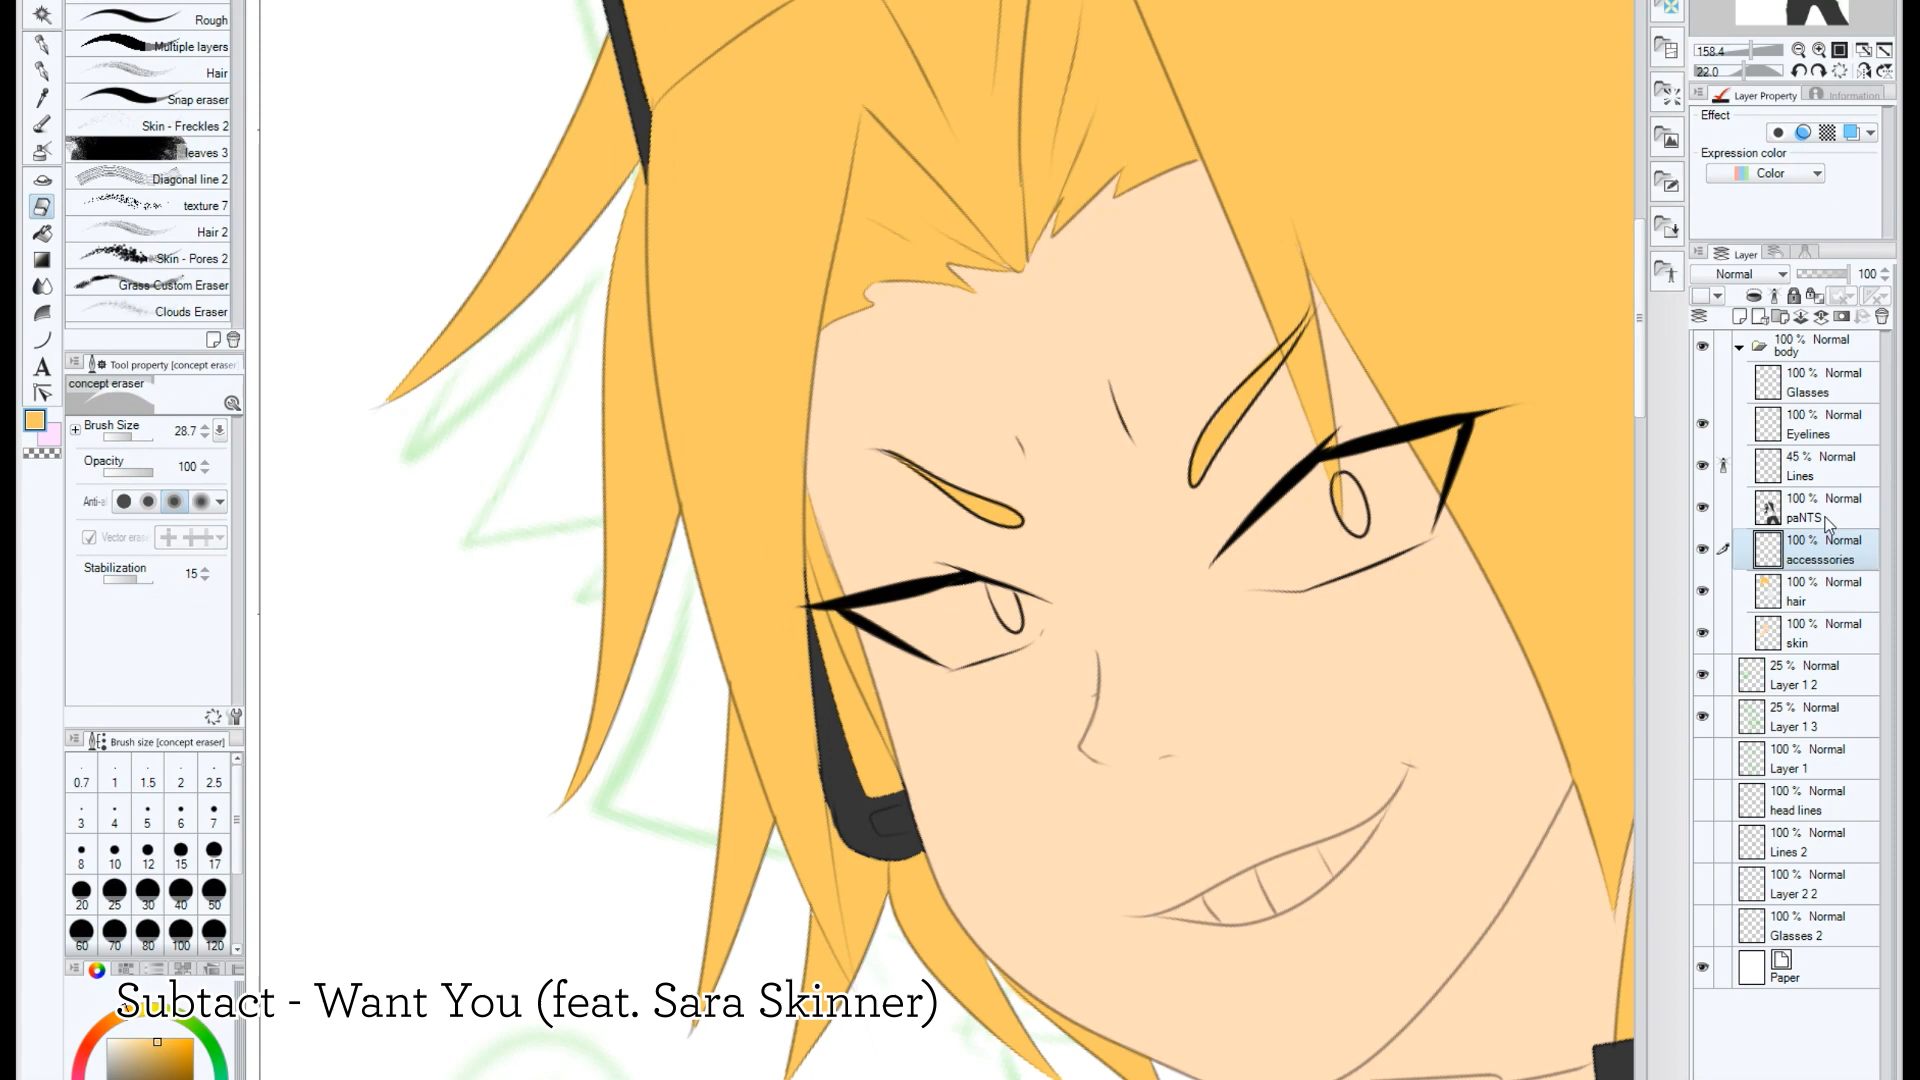 Rough
Multiple layers
Hair
Snap eraser
Skin - Freckles 2
leaves 3
Diagonal line 2
texture 7
Hair 2
Skin - Pores 2
Grass Custom Eraser
Clouds Eraser
Tool property [concept eraser
concept eraser
Brush Size 28.7
Opacity 100
Anti-a
Vector eras
Stabilization 15
Brush size [concept eraser]
0.7 1 1.5 2 2.5
3 4 5 6 7
8 10 12 15 17
20 25 30 40 50
60 70 80 100 120
Subtact - Want You (feat. Sara Skinner)
158.4
22.0
Layer Property Information
Effect
Expression color
Color
Layer
Normal 100
100 % Normal
body
100 % Normal
Glasses
100 % Normal
Eyelines
45 % Normal
Lines
100 % Normal
paNTS
100 % Normal
accesssories
100 % Normal
hair
100 % Normal
skin
25 % Normal
Layer 1 2
25 % Normal
Layer 1 3
100 % Normal
Layer 1
100 % Normal
head lines
100 % Normal
Lines 2
100 % Normal
Layer 2 2
100 % Normal
Glasses 2
Paper